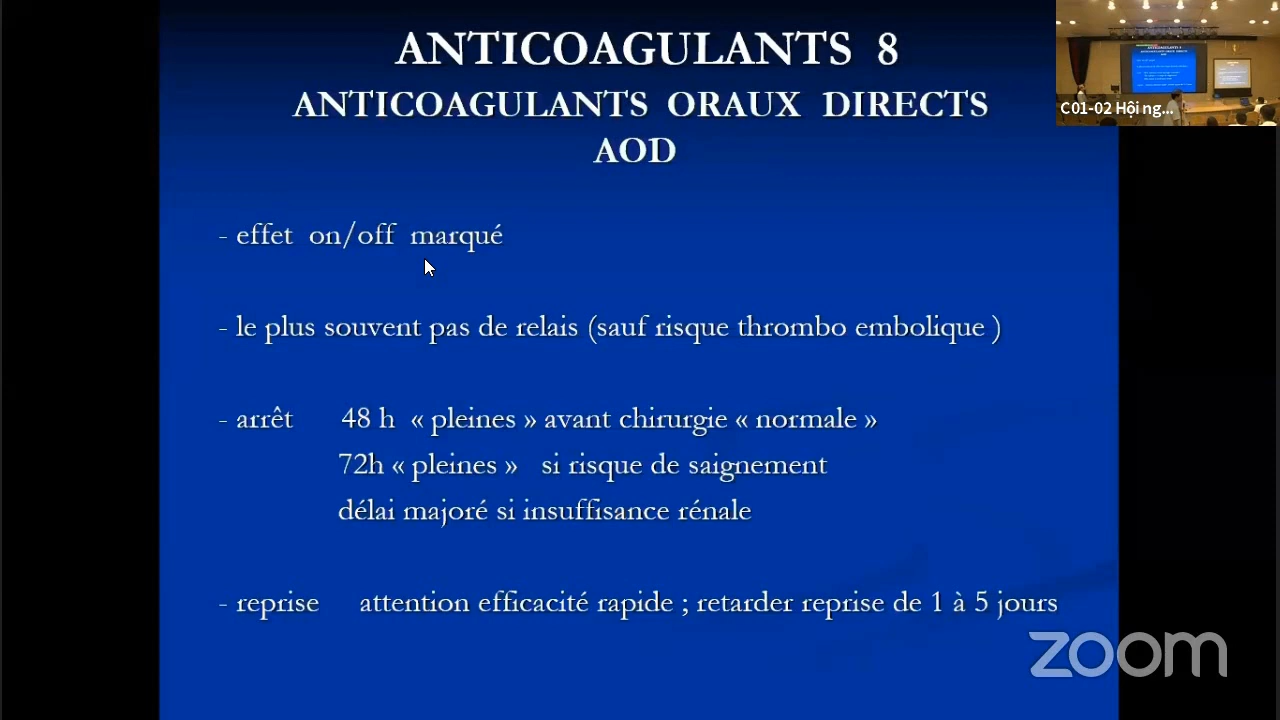 ANTICOAGULANTS 8
ANTICOAGULANTS ORAUX DIRECTS
AOD
- effet on/off marqué
- le plus souvent pas de relais (sauf risque thrombo embolique )
- arrêt 48 h « pleines » avant chirurgie « normale »
72h « pleines » si risque de saignement
délai majoré si insuffisance rénale
- reprise attention efficacité rapide ; retarder reprise de 1 à 5 jours
C 01-02 Hội ng...
zoom